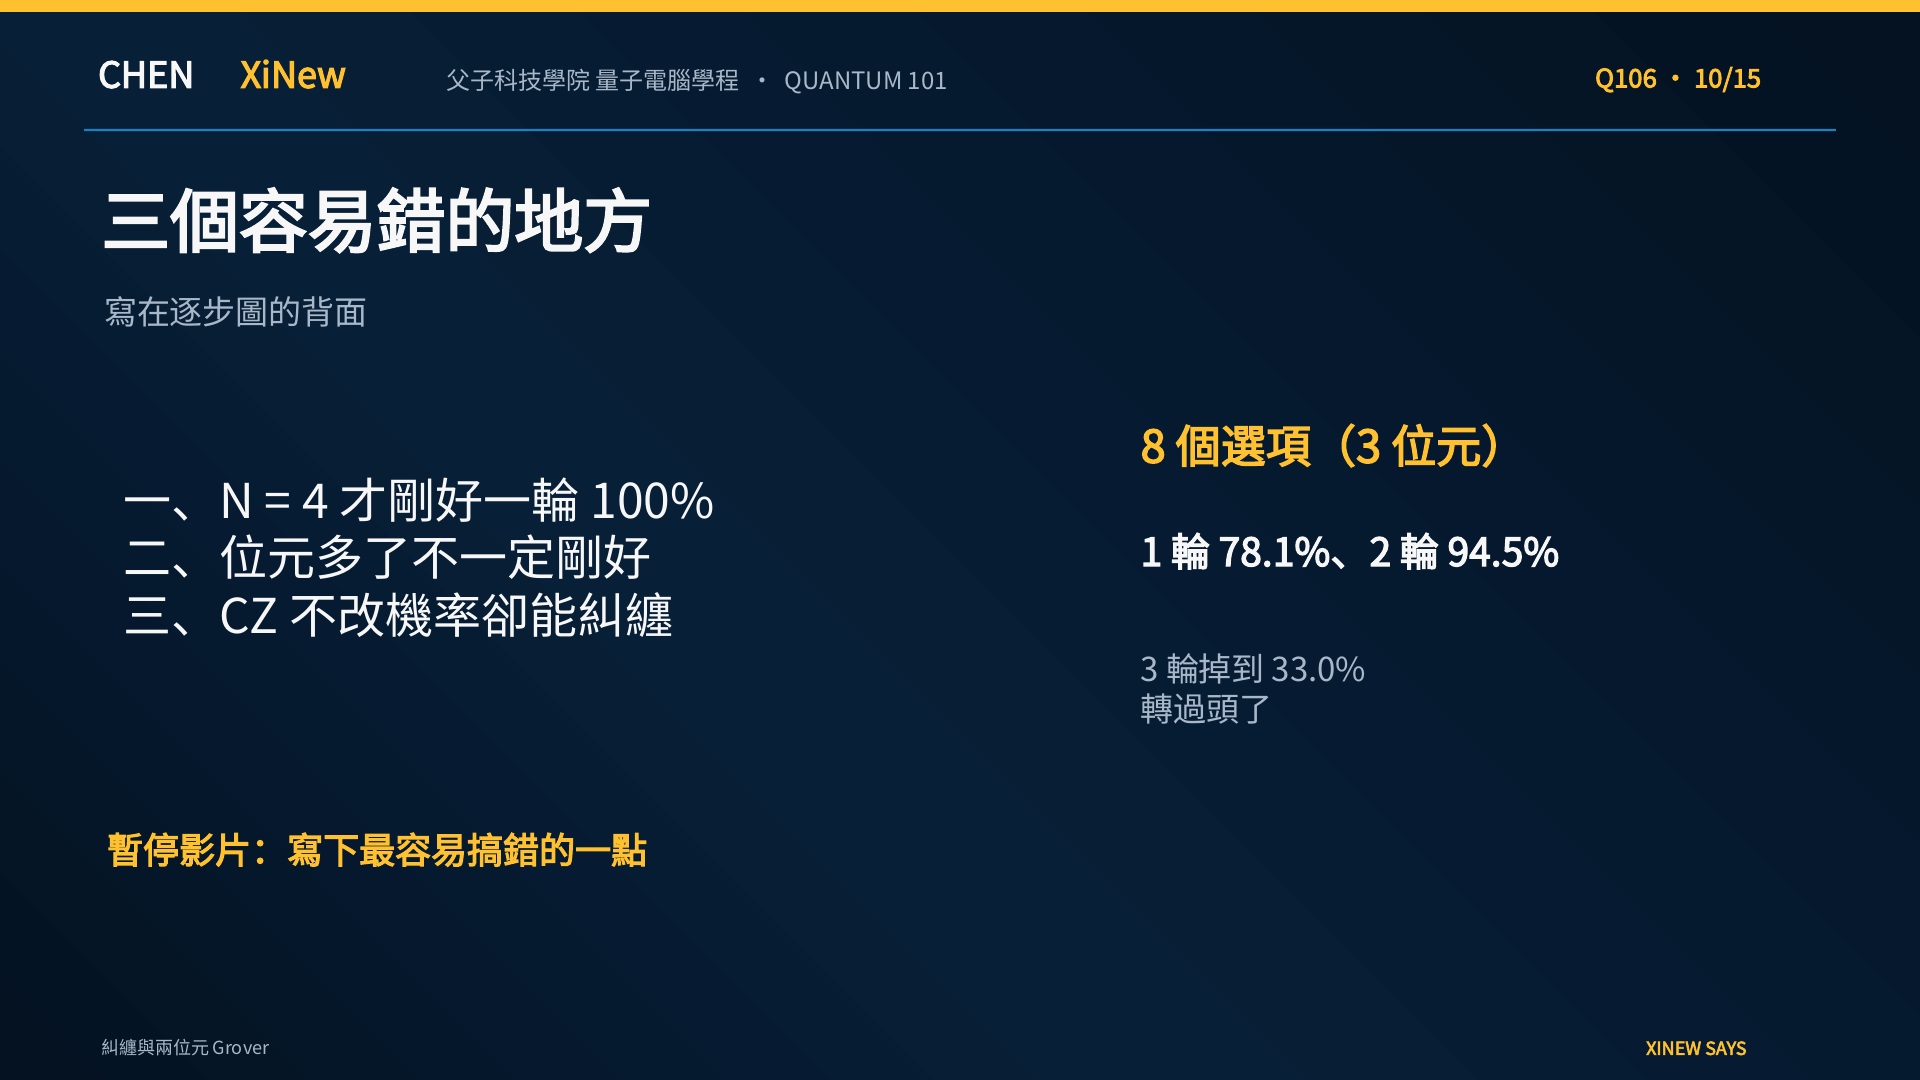 CHEN XiNew 父子科技學院 量子電腦學程 · QUANTUM 101 Q106 · 10/15
三個容易錯的地方
寫在逐步圖的背面
一、N = 4 才剛好一輪 100%
二、位元多了不一定剛好
三、CZ 不改機率卻能糾纏
8 個選項（3 位元）
1 輪 78.1%、2 輪 94.5%
3 輪掉到 33.0%
轉過頭了
暫停影片：寫下最容易搞錯的一點
糾纏與兩位元 Grover
XINEW SAYS